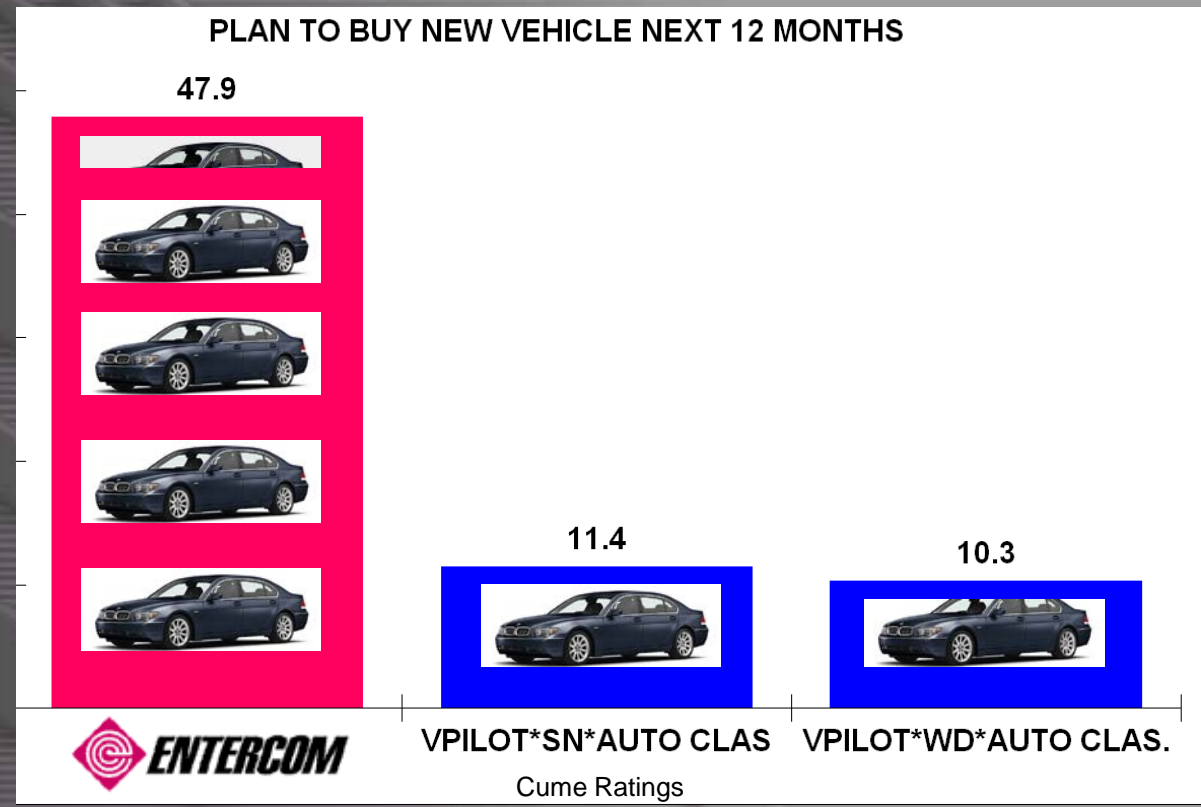 PLAN TO BUY NEW VEHICLE NEXT 12 MONTHS
47.9
11.4
10.3
ENTERCOM
VPILOT*SN*AUTO CLAS
VPILOT*WD*AUTO CLAS.
Cume Ratings